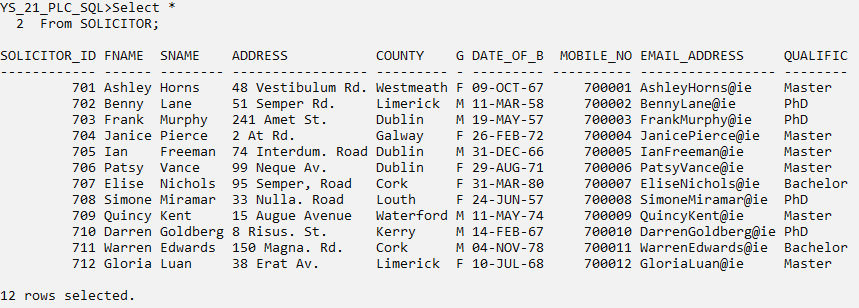 YS_21_PLC_SQL>Select *
  2  From SOLICITOR;
SOLICITOR_ID FNAME  SNAME    ADDRESS           COUNTY    G DATE_OF_B  MOBILE_NO EMAIL_ADDRESS     QUALIFIC
------------ ------ -------- ----------------- --------- - --------- ---------- ----------------- --------
         701 Ashley Horns    48 Vestibulum Rd. Westmeath F 09-OCT-67     700001 AshleyHorns@ie    Master
         702 Benny  Lane     51 Semper Rd.     Limerick  M 11-MAR-58     700002 BennyLane@ie      PhD
         703 Frank  Murphy   241 Amet St.      Dublin    M 19-MAY-57     700003 FrankMurphy@ie    PhD
         704 Janice Pierce   2 At Rd.          Galway    F 26-FEB-72     700004 JanicePierce@ie   Master
         705 Ian    Freeman  74 Interdum. Road Dublin    M 31-DEC-66     700005 IanFreeman@ie     Master
         706 Patsy  Vance    99 Neque Av.      Dublin    F 29-AUG-71     700006 PatsyVance@ie     Master
         707 Elise  Nichols  95 Semper, Road   Cork      F 31-MAR-80     700007 EliseNichols@ie   Bachelor
         708 Simone Miramar  33 Nulla. Road    Louth     F 24-JUN-57     700008 SimoneMiramar@ie  PhD
         709 Quincy Kent     15 Augue Avenue   Waterford M 11-MAY-74     700009 QuincyKent@ie     Master
         710 Darren Goldberg 8 Risus. St.      Kerry     M 14-FEB-67     700010 DarrenGoldberg@ie PhD
         711 Warren Edwards  150 Magna. Rd.    Cork      M 04-NOV-78     700011 WarrenEdwards@ie  Bachelor
         712 Gloria Luan     38 Erat Av.       Limerick  F 10-JUL-68     700012 GloriaLuan@ie     Master
12 rows selected.